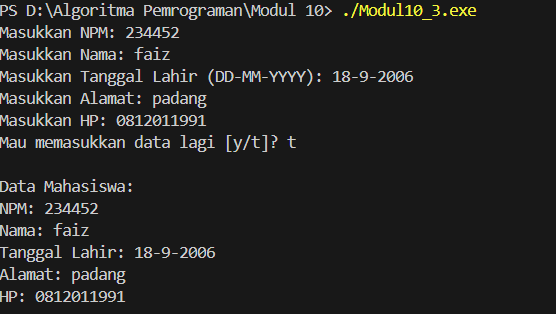 PS D:\Algoritma Pemrograman\Modul 10> ./Modul10_3.exe
Masukkan NPM: 234452
Masukkan Nama: faiz
Masukkan Tanggal Lahir (DD-MM-YYYY): 18-9-2006
Masukkan Alamat: padang
Masukkan HP: 0812011991
Mau memasukkan data lagi [y/t]? t
Data Mahasiswa:
NPM: 234452
Nama: faiz
Tanggal Lahir: 18-9-2006
Alamat: padang
HP: 0812011991